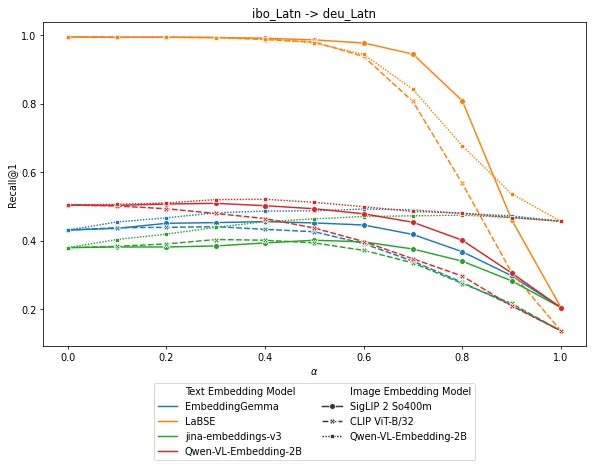 ibo_Latn -> deu_Latn
Recall@1
1.0
0.8
0.6
0.4
0.2
0.0 0.2 0.4 0.6 0.8 1.0
α
Text Embedding Model
EmbeddingGemma
LaBSE
jina-embeddings-v3
Qwen-VL-Embedding-2B
Image Embedding Model
SigLIP 2 So400m
CLIP ViT-B/32
Qwen-VL-Embedding-2B